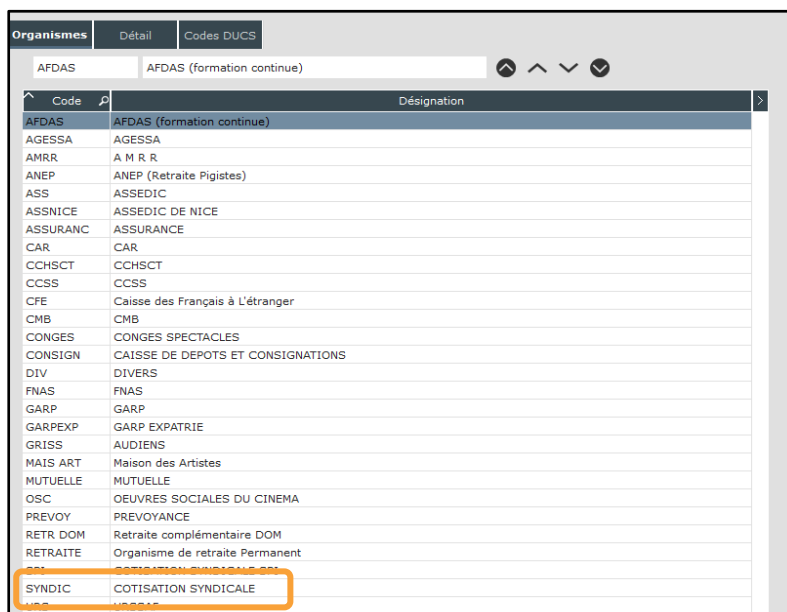 Organismes Détail Codes DUCS
AFDAS AFDAS (formation continue)
Code Désignation
AFDAS AFDAS (formation continue)
AGESSA AGESSA
AMRR A M R R
ANEP ANEP (Retraite Pigistes)
ASS ASSEDIC
ASSNICE ASSEDIC DE NICE
ASSURANC ASSURANCE
CAR CAR
CCHSCT CCHSCT
CCSS CCSS
CFE Caisse des Français à L'étranger
CMB CMB
CONGES CONGES SPECTACLES
CONSIGN CAISSE DE DEPOTS ET CONSIGNATIONS
DIV DIVERS
FNAS FNAS
GARP GARP
GARPEXP GARP EXPATRIE
GRISS AUDIENS
MAIS ART Maison des Artistes
MUTUELLE MUTUELLE
OSC OEUVRES SOCIALES DU CINEMA
PREVOY PREVOYANCE
RETR DOM Retraite complémentaire DOM
RETRAITE Organisme de retraite Permanent
COTISATION SYNDICALE
SYNDIC COTISATION SYNDICALE